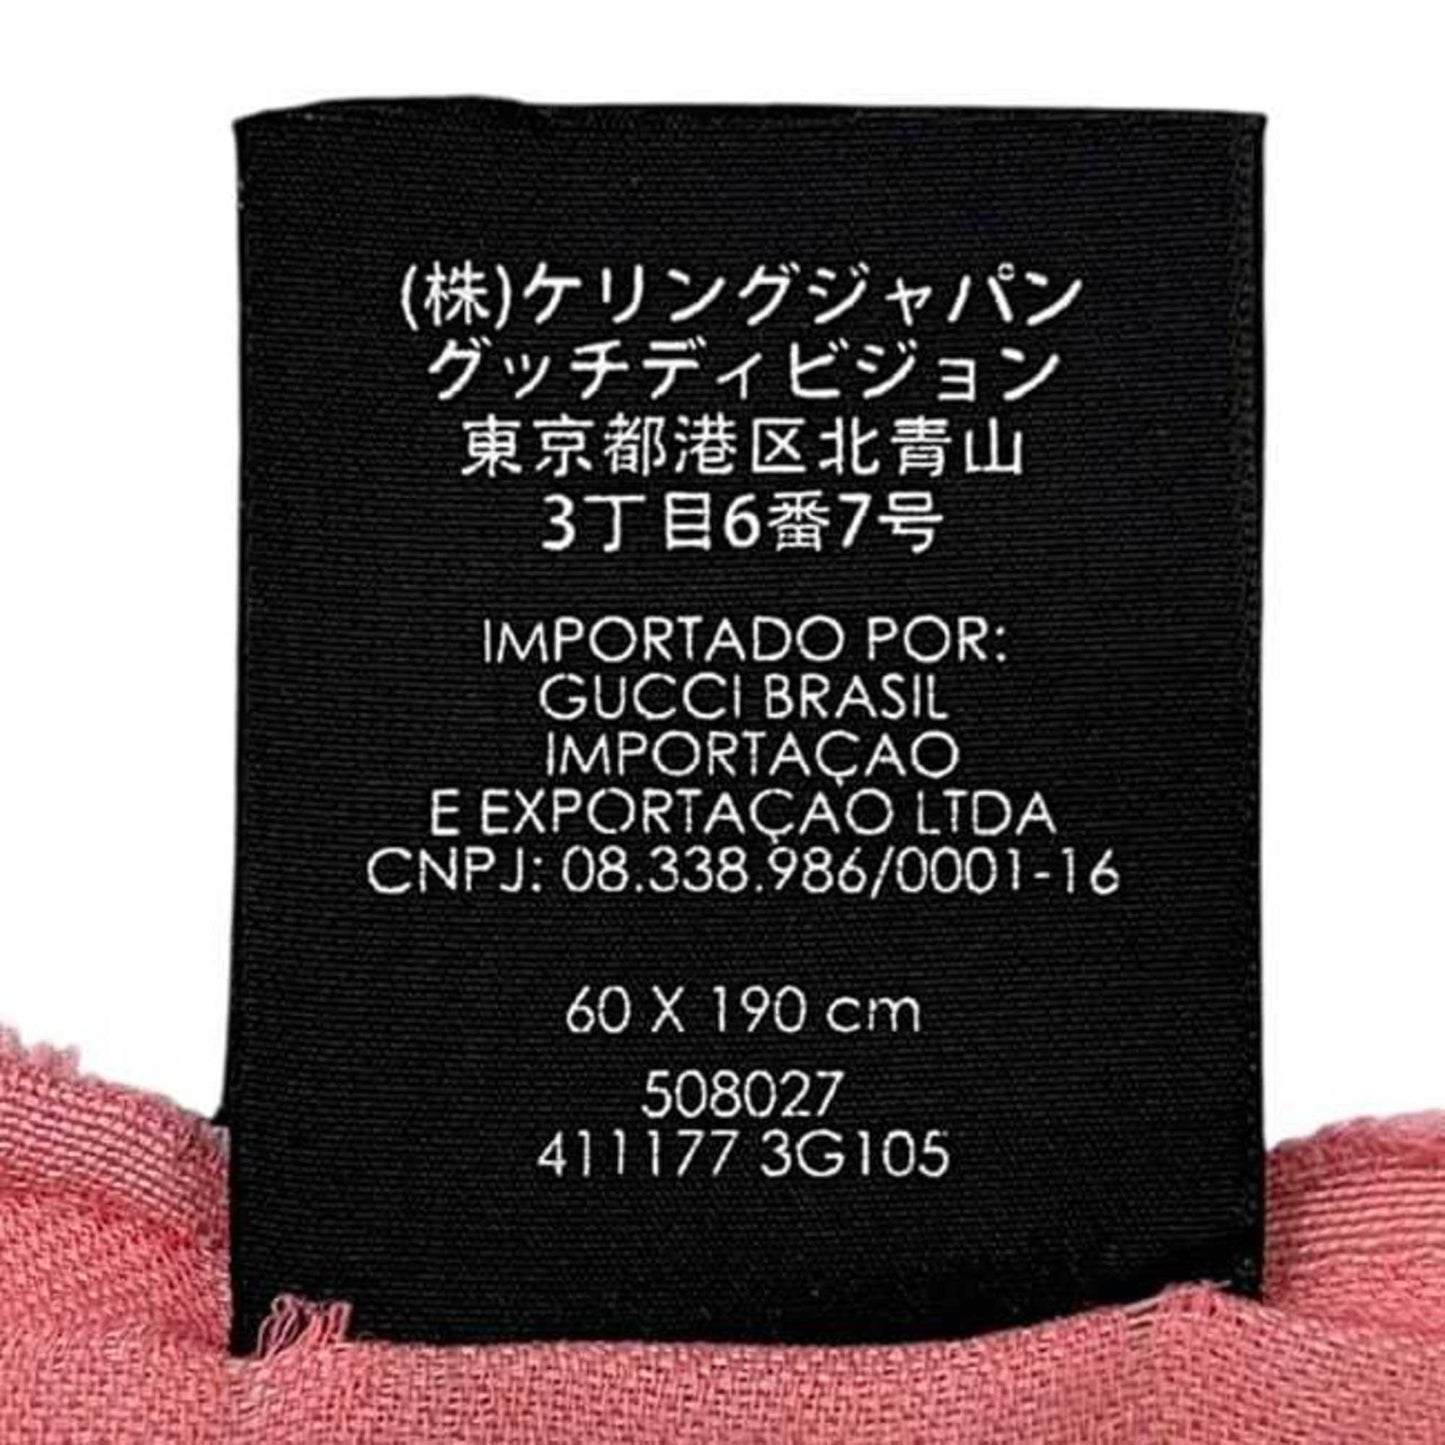 (株)ケリングジャパン
グッチディビジョン
東京都港区北青山
3丁目6番7号
IMPORTADO POR:
GUCCI BRASIL
IMPORTAÇAO
E EXPORTAÇAO LTDA
CNPJ: 08.338.986/0001-16
60 X 190 cm
508027
411177 3G105